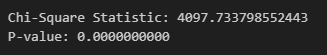 Chi-Square Statistic: 4097.733798552443
P-value: 0.0000000000